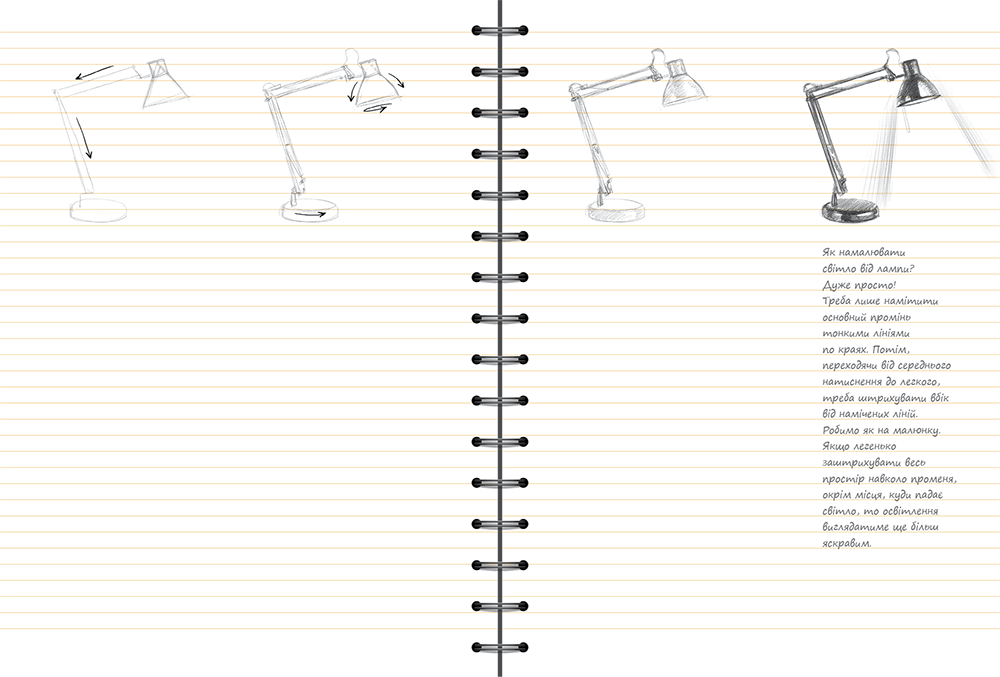 Як намалювати
світло від лампи?
Дуже просто!
Треба лише намітити
основний промінь
тонкими лініями
по краях. Потім,
переходячи від середнього
натиснення до легкого,
треба штрихувати вбік
від намічених ліній.
Робимо як на малюнку.
Якщо легенько
заштрихувати весь
простір навколо променя,
окрім місця, куди падає
світло, то освітлення
виглядатиме ще більш
яскравим.